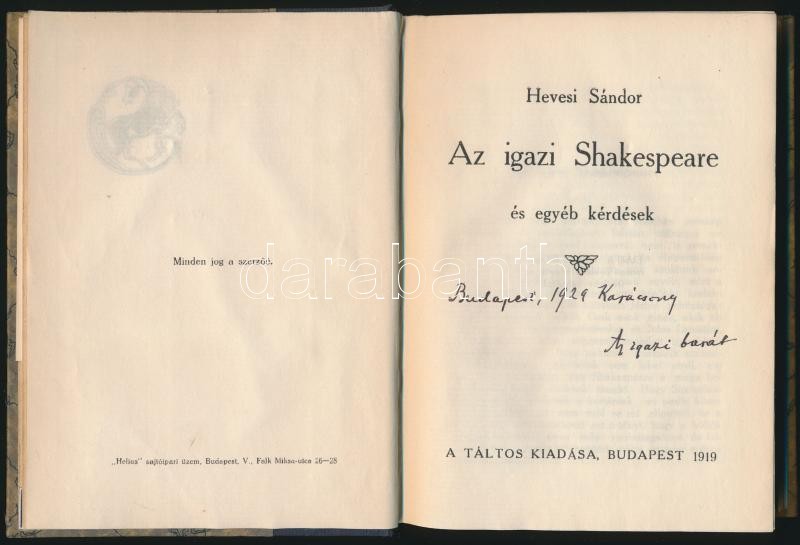 Minden jog a szerzőé.
„Helios" sajtóipari üzem, Budapest, V., Falk Miksa-utca 26—28
Hevesi Sándor
Az igazi Shakespeare
és egyéb kérdések
Budapest, 1929 Karácsony
Az igazi barát
A TÁLTOS KIADÁSA, BUDAPEST 1919
darabanth